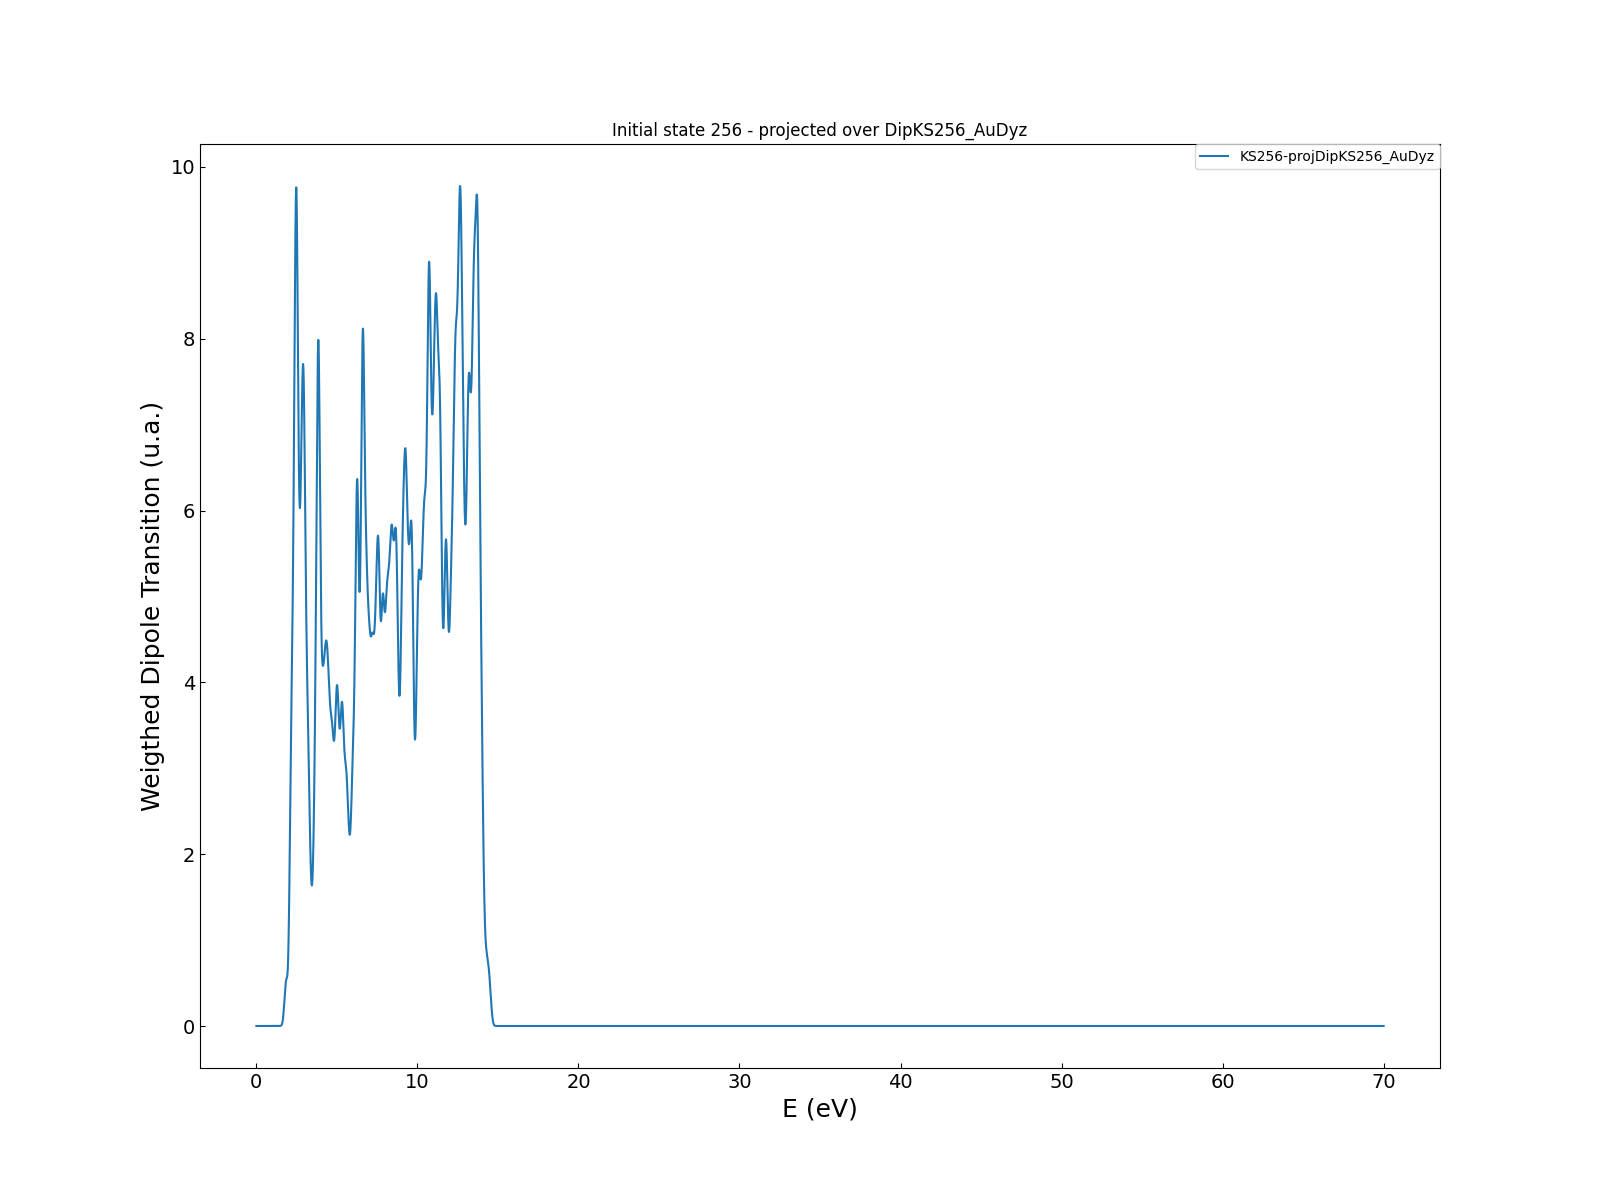 Initial state 256 - projected over DipKS256_AuDyz
KS256-projDipKS256_AuDyz
Weigthed Dipole Transition (u.a.)
10
8
6
4
2
0
0 10 20 30 40 50 60 70
E (eV)